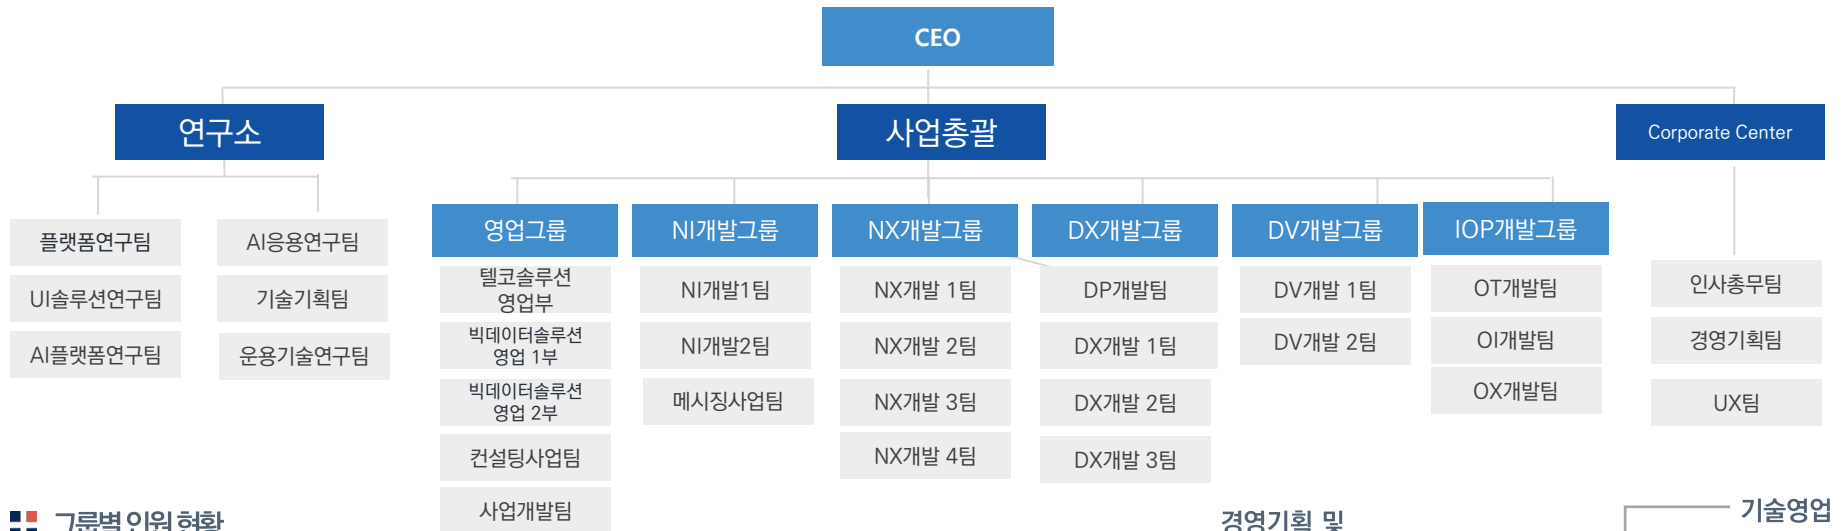 CEO
연구소
사업총괄
Corporate Center
플랫폼연구팀
AI응용연구팀
UI솔루션연구팀
기술기획팀
AI플랫폼연구팀
운용기술연구팀
영업그룹
NI개발그룹
NX개발그룹
DX개발그룹
DV개발그룹
IOP개발그룹
텔코솔루션
영업부
빅데이터솔루션
영업 1부
빅데이터솔루션
영업 2부
컨설팅사업팀
사업개발팀
NI개발1팀
NI개발2팀
메시징사업팀
NX개발 1팀
NX개발 2팀
NX개발 3팀
NX개발 4팀
DP개발팀
DX개발 1팀
DX개발 2팀
DX개발 3팀
DV개발 1팀
DV개발 2팀
OT개발팀
OI개발팀
OX개발팀
인사총무팀
경영기획팀
UX팀
그룹별 인원 현황
경영기획 및
기술영업